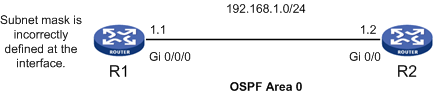 192.168.1.0/24
Subnet mask is
incorrectly
defined at the
interface.
1.1
1.2
ROUTER
ROUTER
Gi 0/0/0
Gi 0/0
R1
R2
OSPF Area 0